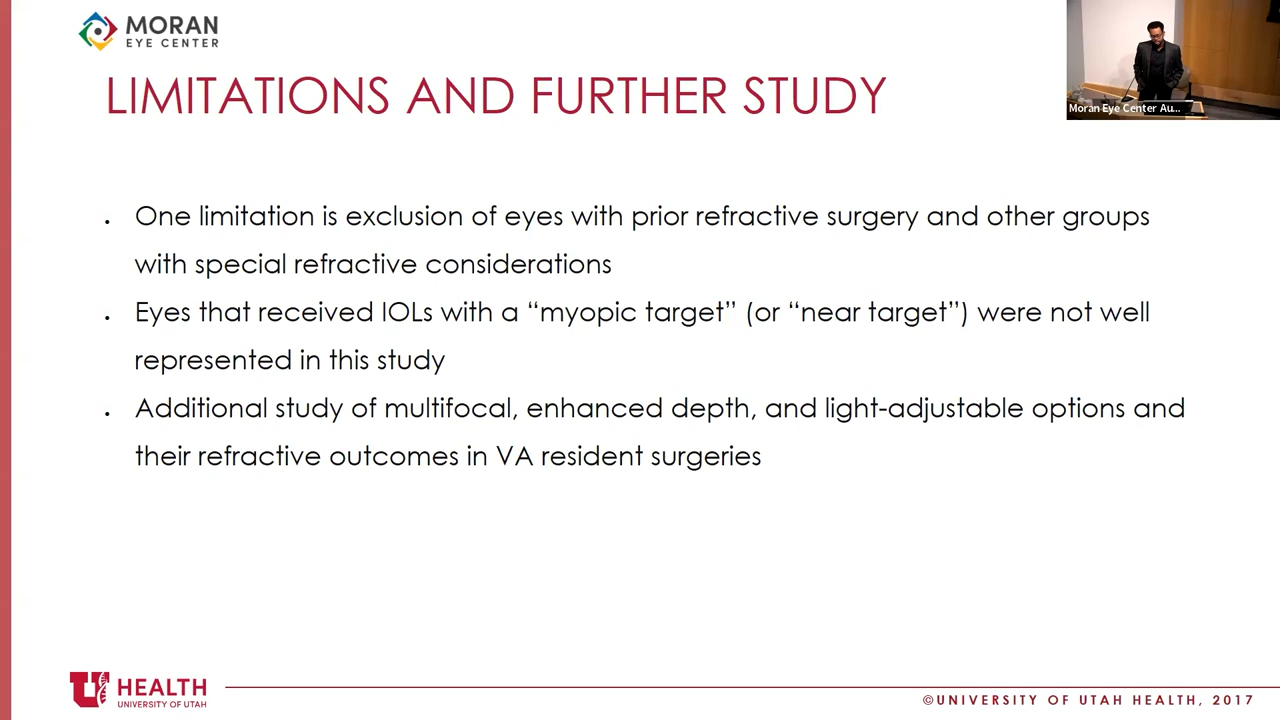 MORAN
EYE CENTER
LIMITATIONS AND FURTHER STUDY
Moran Eye Center Au...
• One limitation is exclusion of eyes with prior refractive surgery and other groups
with special refractive considerations
• Eyes that received IOLs with a “myopic target” (or “near target”) were not well
represented in this study
• Additional study of multifocal, enhanced depth, and light-adjustable options and
their refractive outcomes in VA resident surgeries
U HEALTH
UNIVERSITY OF UTAH
©UNIVERSITY OF UTAH HEALTH, 2017